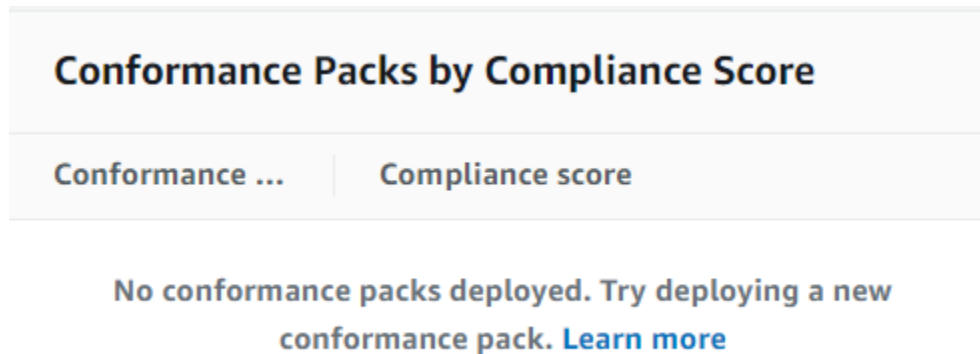 Conformance Packs by Compliance Score
Conformance ... Compliance score
No conformance packs deployed. Try deploying a new
conformance pack. Learn more